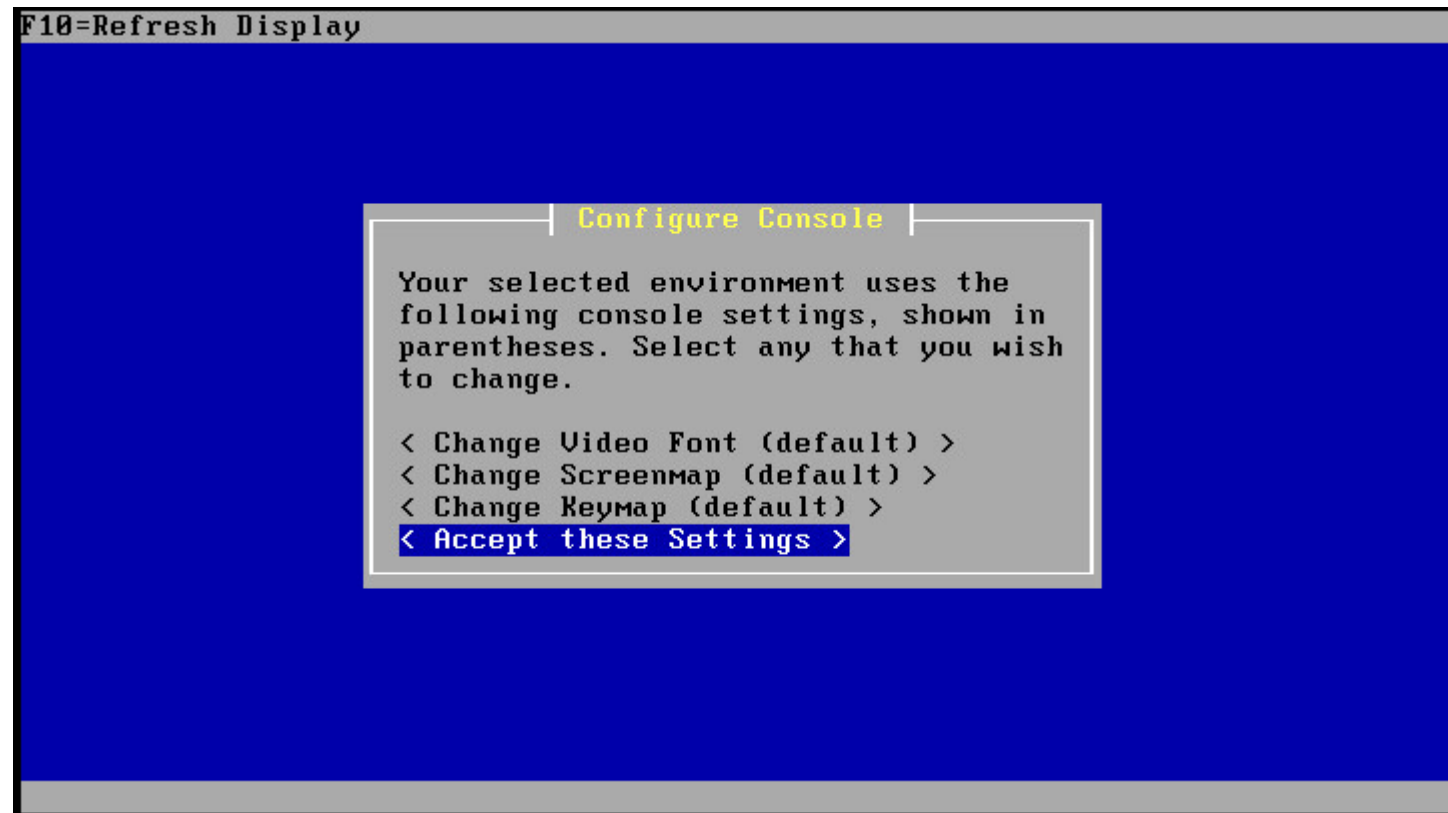 F10=Refresh Display
Configure Console
Your selected environment uses the
following console settings, shown in
parentheses. Select any that you wish
to change.
< Change Video Font (default) >
< Change Screenmap (default) >
< Change Keymap (default) >
< Accept these Settings >